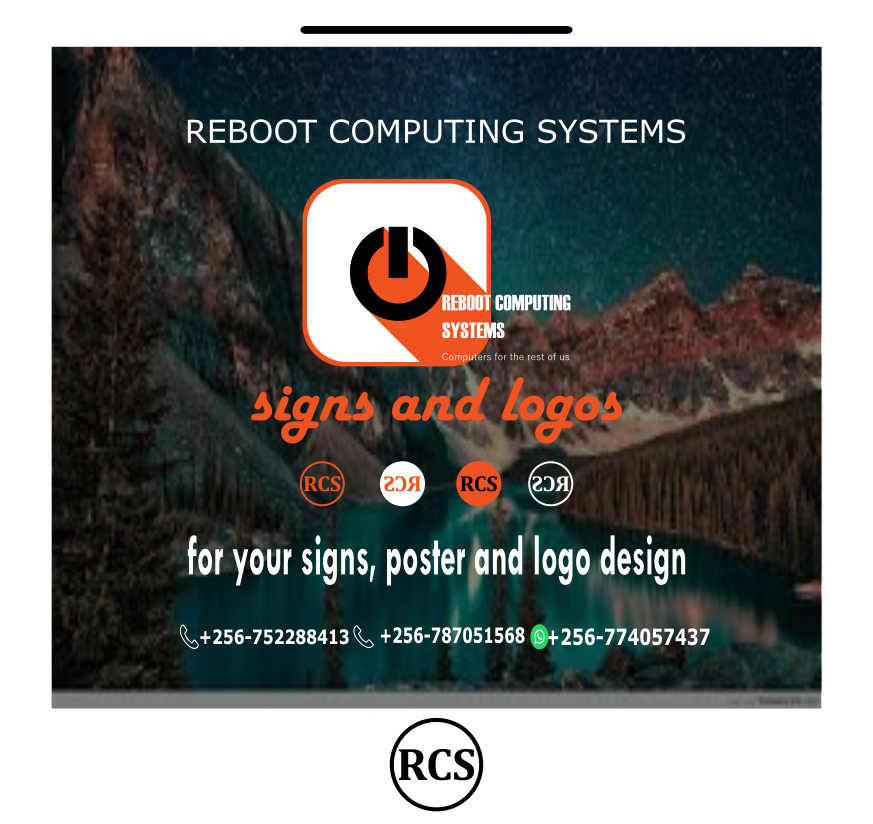 REBOOT COMPUTING SYSTEMS
REBOOT COMPUTING
SYSTEMS
Computers for the rest of us
signs and logos
RCS RCS RCS RCS
for your signs, poster and logo design
+256-752288413 +256-787051568 +256-774057437
RCS